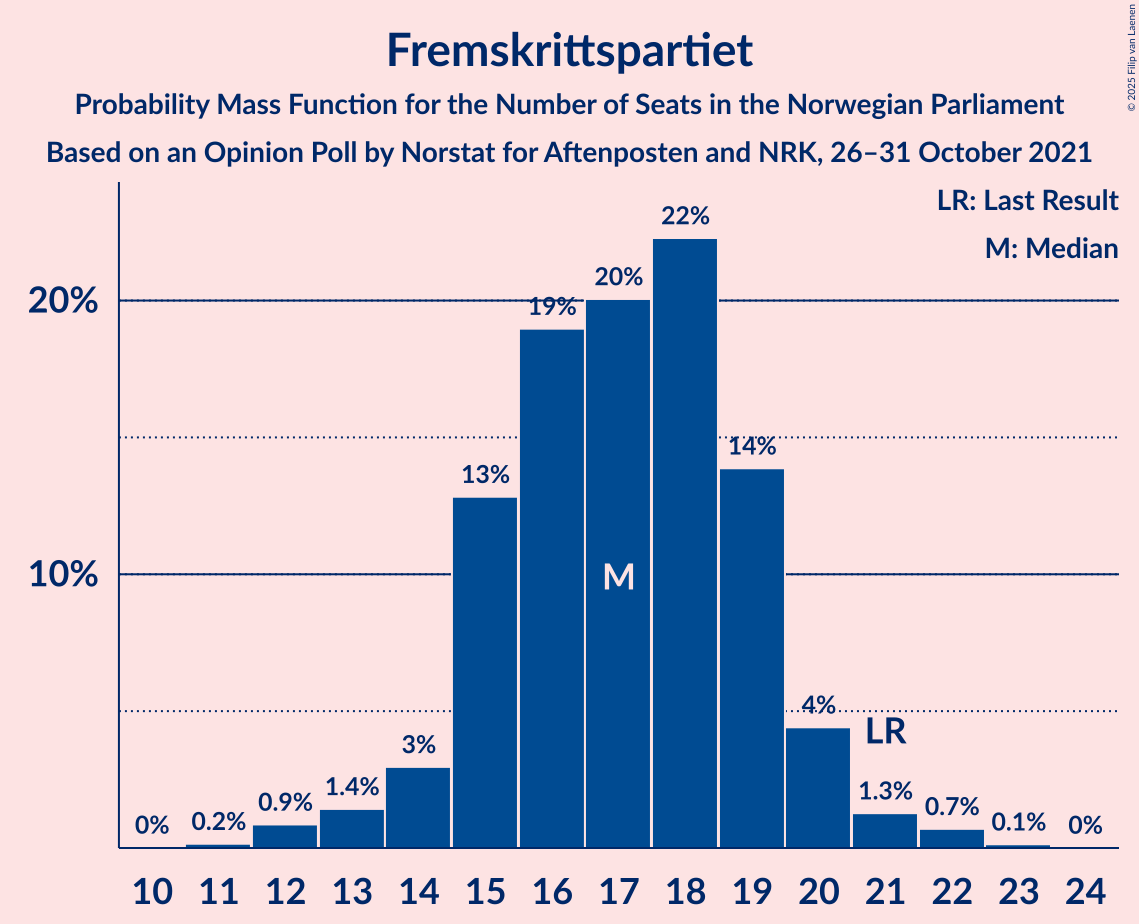 Fremskrittspartiet
Probability Mass Function for the Number of Seats in the Norwegian Parliament
Based on an Opinion Poll by Norstat for Aftenposten and NRK, 26–31 October 2021
© 2025 Filip van Laenen
LR: Last Result
M: Median
20%
10%
0%
0.2%
0.9%
1.4%
3%
13%
19%
20%
22%
14%
4%
1.3%
0.7%
0.1%
0%
M
LR
10 11 12 13 14 15 16 17 18 19 20 21 22 23 24